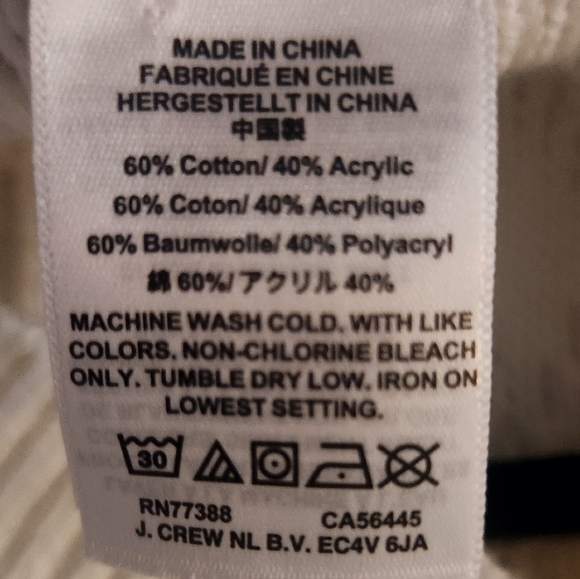 MADE IN CHINA
FABRIQUÉ EN CHINE
HERGESTELLT IN CHINA
中国製
60% Cotton/ 40% Acrylic
60% Coton/ 40% Acrylique
60% Baumwolle/ 40% Polyacryl
綿 60%/アクリル 40%
MACHINE WASH COLD. WITH LIKE
COLORS. NON-CHLORINE BLEACH
ONLY. TUMBLE DRY LOW. IRON ON
LOWEST SETTING.
30
RN77388 CA56445
J. CREW NL B.V. EC4V 6JA